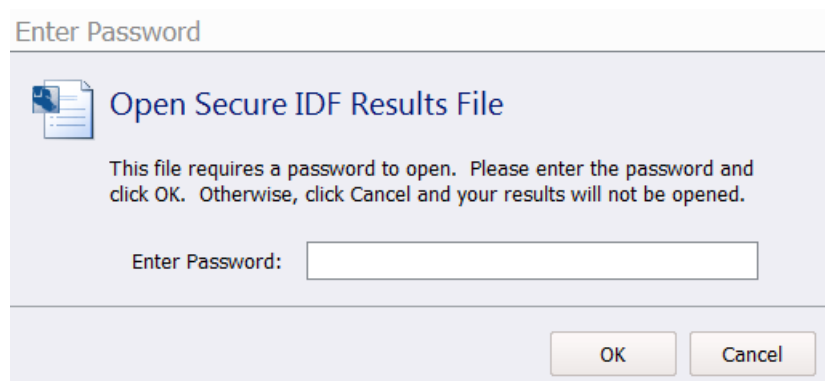 Enter Password
Open Secure IDF Results File
This file requires a password to open.  Please enter the password and
click OK.  Otherwise, click Cancel and your results will not be opened.
Enter Password:
OK
Cancel